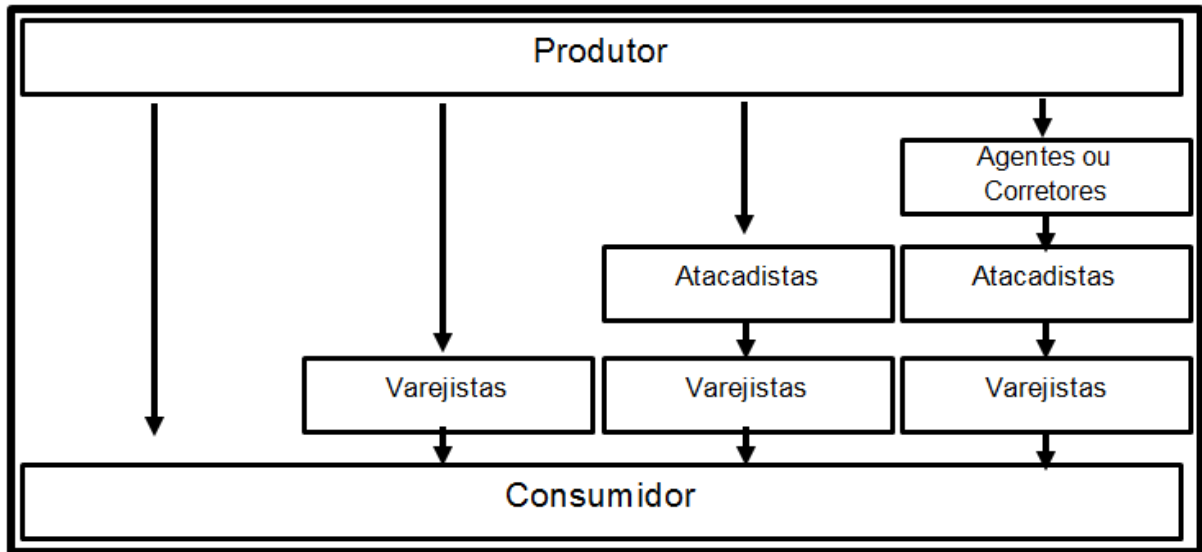 Produtor
Agentes ou
Corretores
Atacadistas
Atacadistas
Varejistas
Varejistas
Varejistas
Consumidor